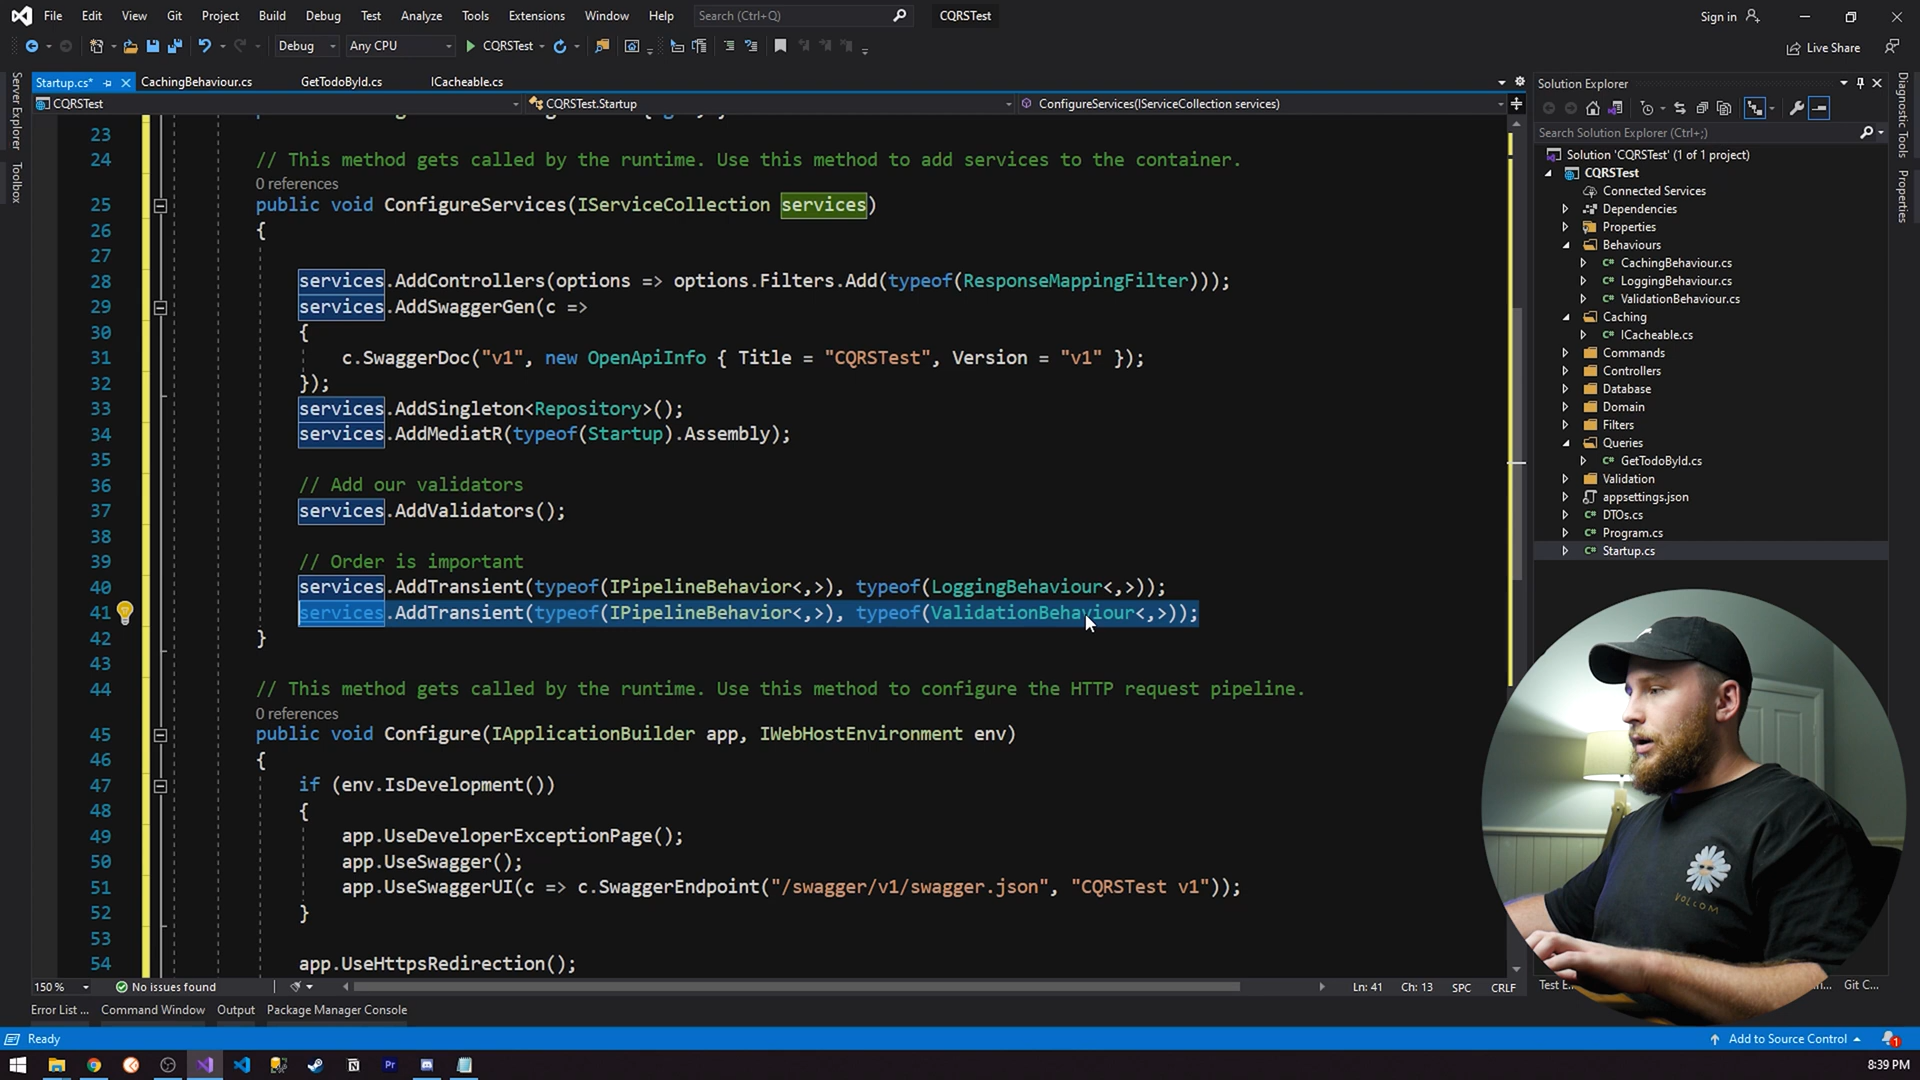 File Edit View Git Project Build Debug Test Analyze Tools Extensions Window Help Search (Ctrl+Q) CQRSTest Sign in
Debug Any CPU CQRSTest Live Share
Startup.cs* CachingBehaviour.cs GetTodoById.cs ICacheable.cs
CQRSTest CQRSTest.Startup ConfigureServices(IServiceCollection services)
Server Explorer
Toolbox
23
24 // This method gets called by the runtime. Use this method to add services to the container.
0 references
25 public void ConfigureServices(IServiceCollection services)
26 {
27
28 services.AddControllers(options => options.Filters.Add(typeof(ResponseMappingFilter)));
29 services.AddSwaggerGen(c =>
30 {
31 c.SwaggerDoc("v1", new OpenApiInfo { Title = "CQRSTest", Version = "v1" });
32 });
33 services.AddSingleton<Repository>();
34 services.AddMediatR(typeof(Startup).Assembly);
35
36 // Add our validators
37 services.AddValidators();
38
39 // Order is important
40 services.AddTransient(typeof(IPipelineBehavior<,>), typeof(LoggingBehaviour<,>));
41 services.AddTransient(typeof(IPipelineBehavior<,>), typeof(ValidationBehaviour<,>));
42 }
43
44 // This method gets called by the runtime. Use this method to configure the HTTP request pipeline.
0 references
45 public void Configure(IApplicationBuilder app, IWebHostEnvironment env)
46 {
47 if (env.IsDevelopment())
48 {
49 app.UseDeveloperExceptionPage();
50 app.UseSwagger();
51 app.UseSwaggerUI(c => c.SwaggerEndpoint("/swagger/v1/swagger.json", "CQRSTest v1"));
52 }
53
54 app.UseHttpsRedirection();
Solution Explorer
Search Solution Explorer (Ctrl+;)
Solution 'CQRSTest' (1 of 1 project)
CQRSTest
Connected Services
Dependencies
Properties
Behaviours
CachingBehaviour.cs
LoggingBehaviour.cs
ValidationBehaviour.cs
Caching
ICacheable.cs
Commands
Controllers
Database
Domain
Filters
Queries
GetTodoById.cs
Validation
appsettings.json
DTOs.cs
Program.cs
Startup.cs
Diagnostic Tools
Properties
VOLCOM
150 % No issues found Ln: 41 Ch: 13 SPC CRLF
Test E... Git C...
Error List ... Command Window Output Package Manager Console
Ready Add to Source Control 1
Pr
8:39 PM